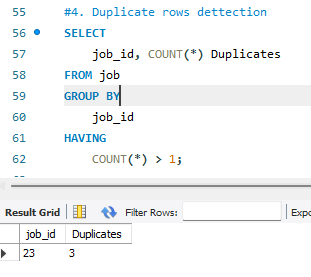 55 #4. Duplicate rows dettection
56 SELECT
57 job_id, COUNT(*) Duplicates
58 FROM job
59 GROUP BY
60 job_id
61 HAVING
62 COUNT(*) > 1;
Result Grid Filter Rows: Expo
job_id Duplicates
23 3